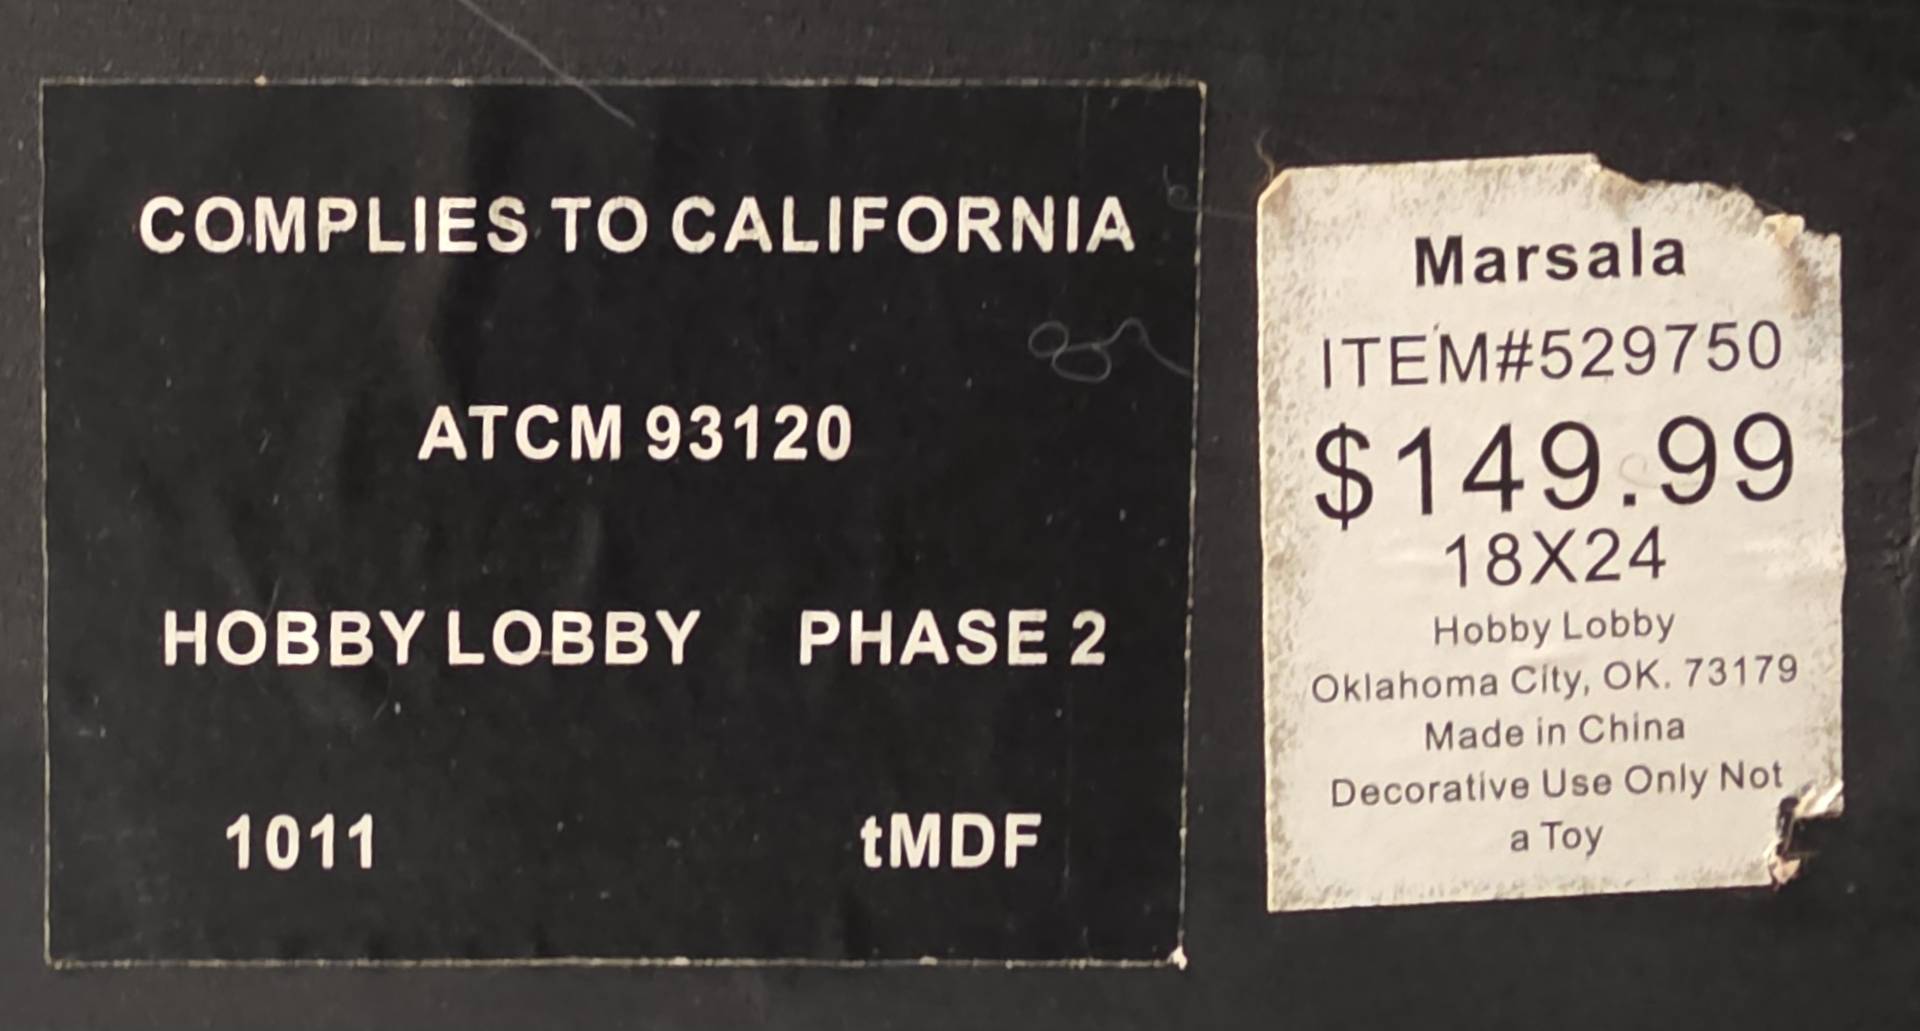 COMPLIES TO CALIFORNIA
ATCM 93120
HOBBY LOBBY PHASE 2
1011 tMDF
Marsala
ITEM#529750
$149.99
18X24
Hobby Lobby
Oklahoma City, OK. 73179
Made in China
Decorative Use Only Not
a Toy